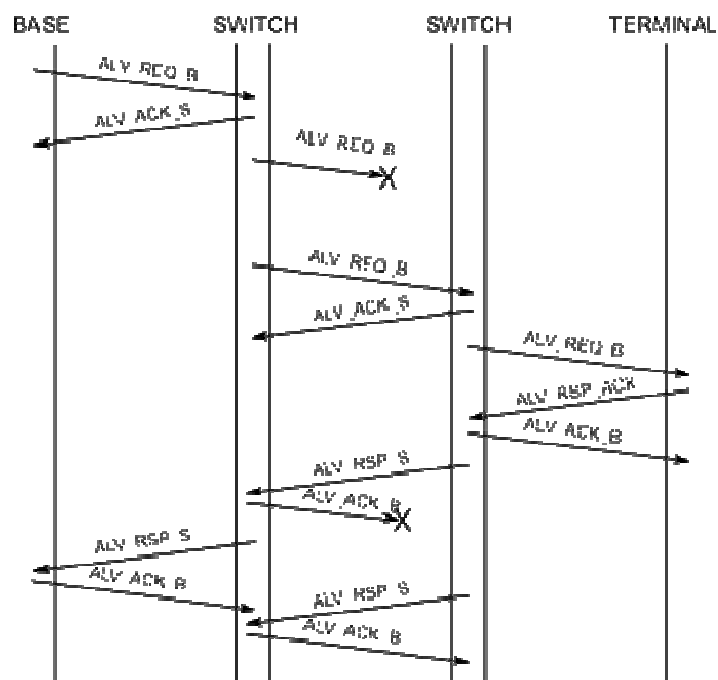 BASE SWITCH SWITCH TERMINAL
ALV REQ B
ALV ACK S
ALV REQ B
X
ALV REQ B
ALV ACK S
ALV REQ B
ALV RSP ACK
ALV ACK B
ALV RSP S
ALV ACK B
X
ALV RSP S
ALV ACK B
ALV RSP S
ALV ACK B